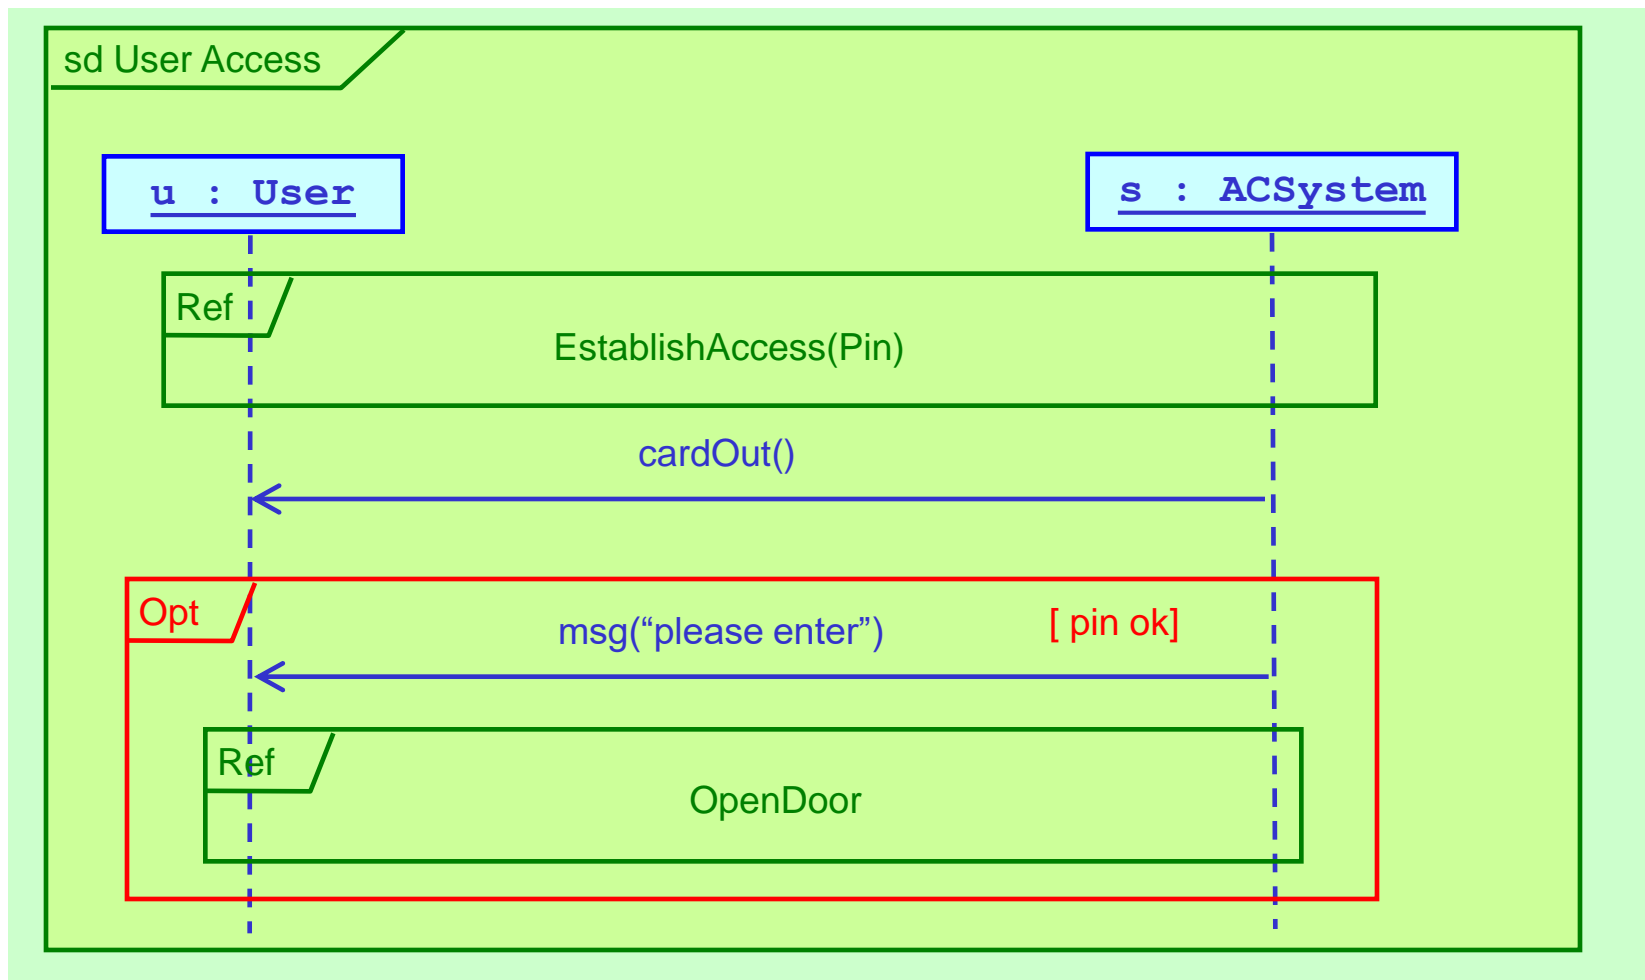 sd User Access
u : User
s : ACSystem
Ref
EstablishAccess(Pin)
cardOut()
Opt
msg(“please enter”)
[ pin ok]
Ref
OpenDoor